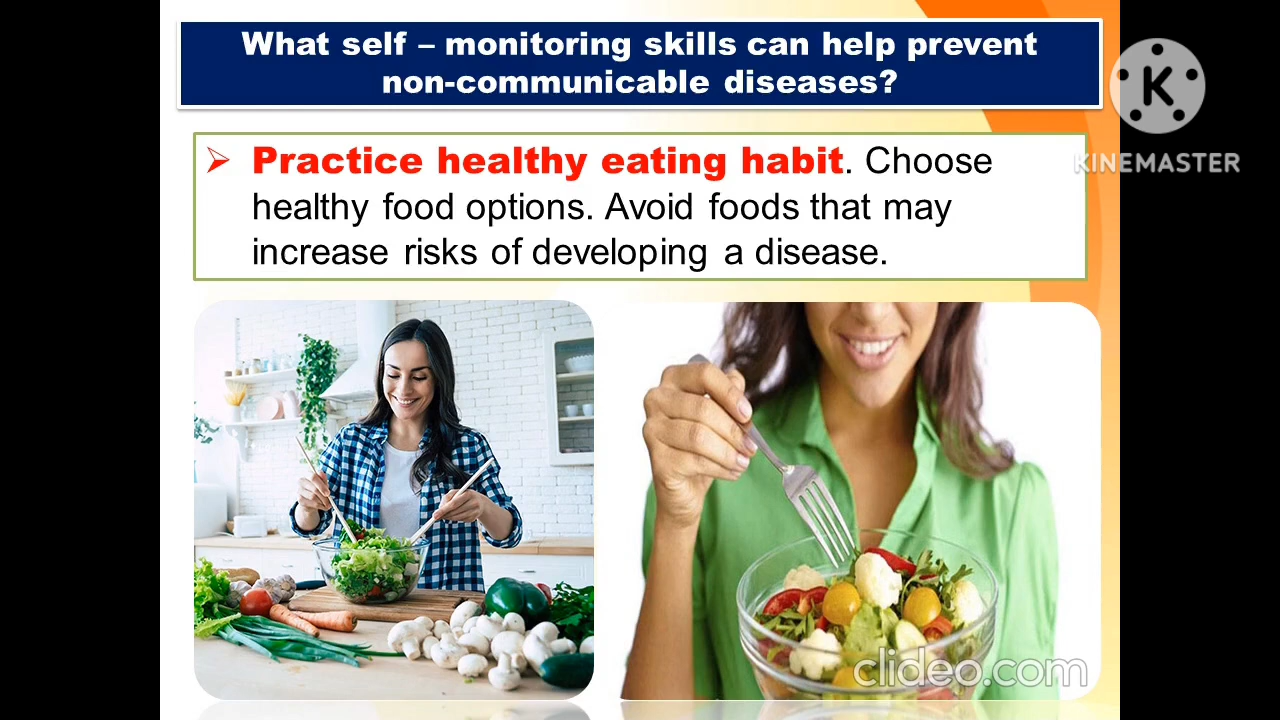 What self – monitoring skills can help prevent
non-communicable diseases?
K
KINEMASTER
➢ Practice healthy eating habit. Choose
healthy food options. Avoid foods that may
increase risks of developing a disease.
clideo.com